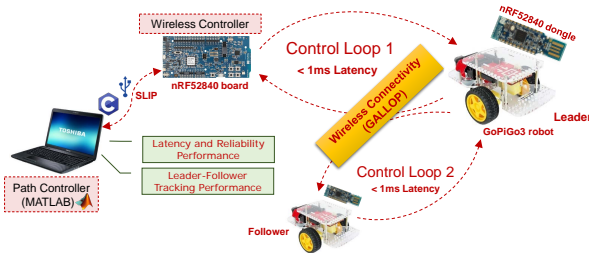 Wireless Controller
nRF52840 dongle
Control Loop 1
< 1ms Latency
SLIP
nRF52840 board
TOSHIBA
Wireless Connectivity
(GALLOP)
Leader
GoPiGo3 robot
Latency and Reliability
Performance
Leader-Follower
Tracking Performance
Path Controller
(MATLAB)
Control Loop 2
< 1ms Latency
Follower
C